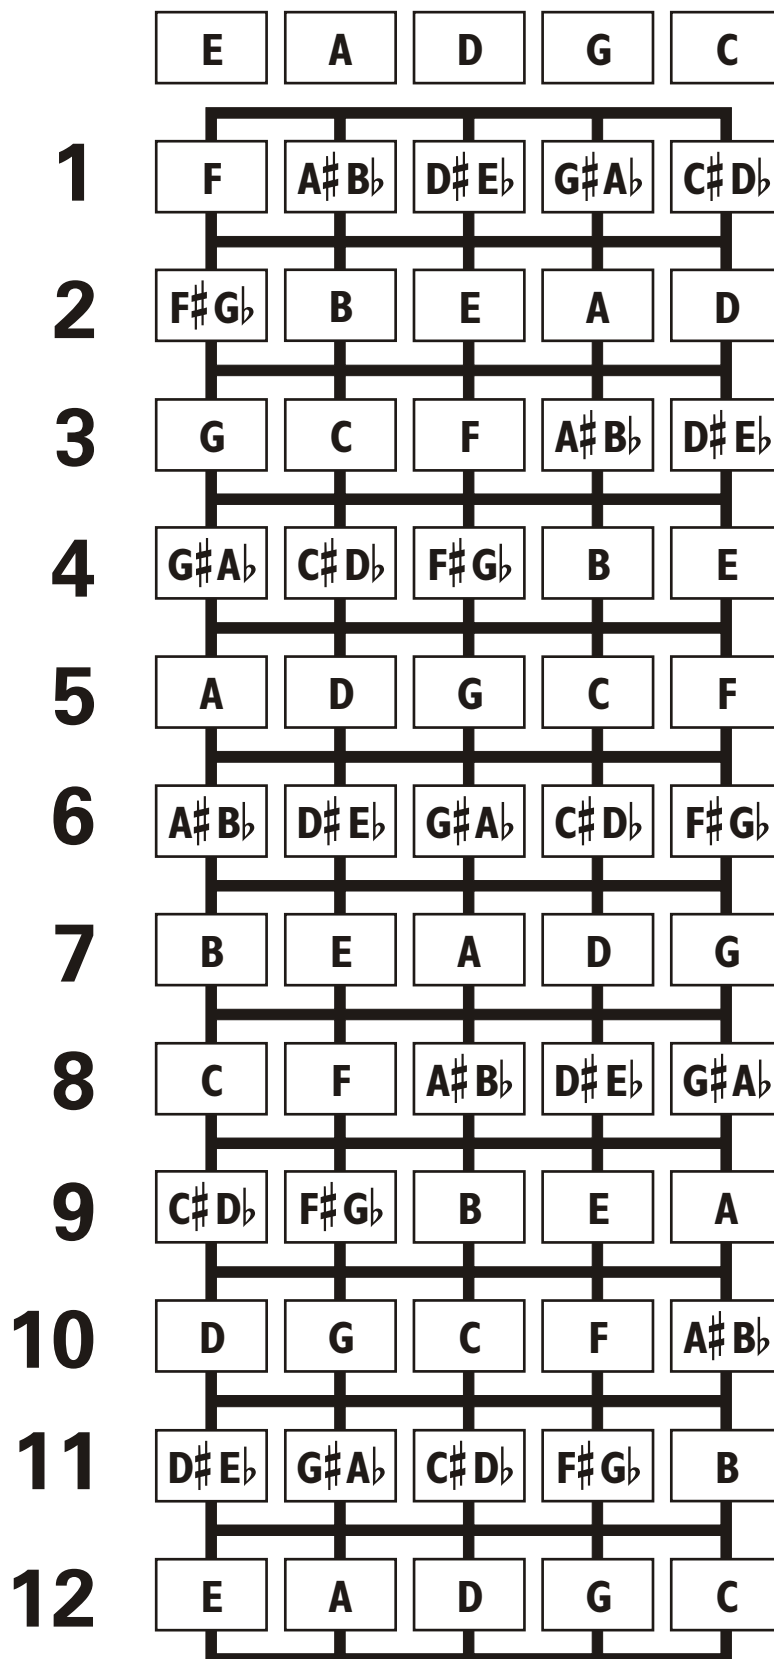 E A D G C
1 F A♯B♭ D♯E♭ G♯A♭ C♯D♭
2 F♯G♭ B E A D
3 G C F A♯B♭ D♯E♭
4 G♯A♭ C♯D♭ F♯G♭ B E
5 A D G C F
6 A♯B♭ D♯E♭ G♯A♭ C♯D♭ F♯G♭
7 B E A D G
8 C F A♯B♭ D♯E♭ G♯A♭
9 C♯D♭ F♯G♭ B E A
10 D G C F A♯B♭
11 D♯E♭ G♯A♭ C♯D♭ F♯G♭ B
12 E A D G C